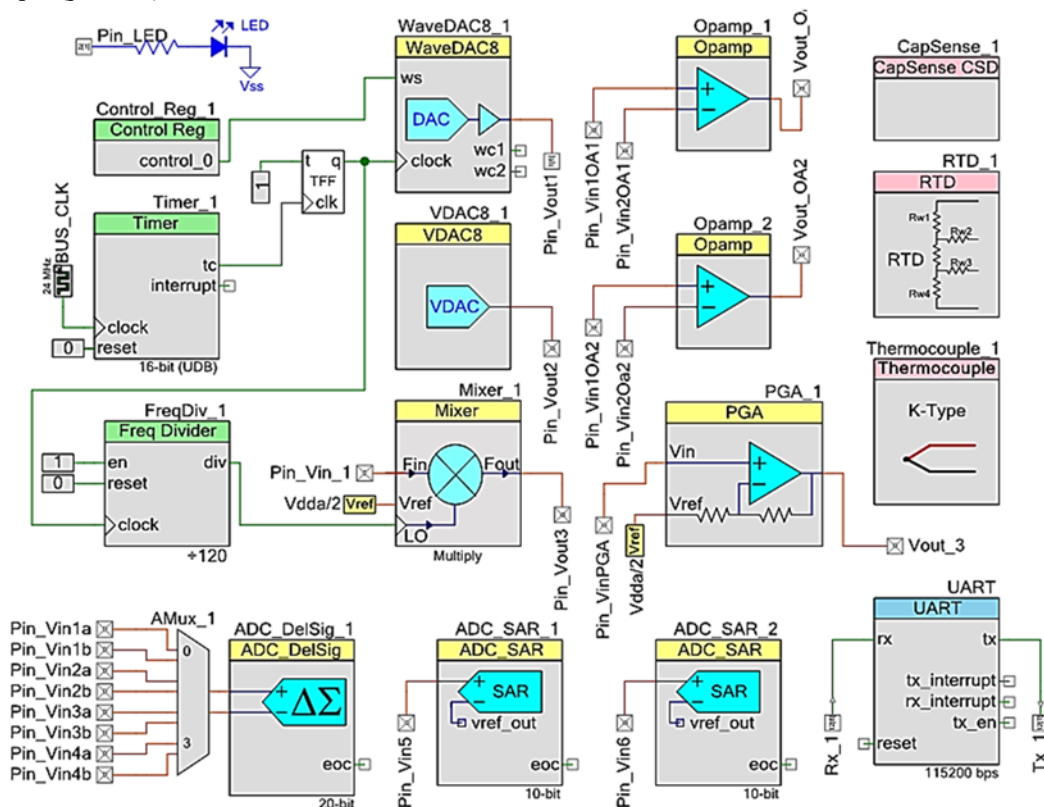 Pin_LED
LED
Vss
Control_Reg_1
Control Reg
control_0
Timer_1
Timer
tc
interrupt
clock
reset
0
16-bit (UDB)
BUS_CLK
24 MHz
1
t
q
TFF
clk
WaveDAC8_1
WaveDAC8
ws
DAC
wc1
wc2
clock
Pin_Vout1
VDAC8_1
VDAC8
VDAC
Pin_Vout2
FreqDiv_1
Freq Divider
1
en
div
0
reset
clock
÷120
Mixer_1
Mixer
Pin_Vin_1
Fin
Fout
Vdda/2
Vref
Vref
LO
Multiply
Pin_Vout3
Opamp_1
Opamp
+
−
Pin_Vin1OA1
Pin_Vin2OA1
Opamp_2
Opamp
+
−
Pin_Vin1OA2
Pin_Vin2Oa2
Vout_OA2
PGA_1
PGA
Vin
+
−
Vref
Pin_VinPGA
Vdda/2
Vref
Vout_3
CapSense_1
CapSense CSD
RTD_1
RTD
Rw1
Rw2
RTD
Rw3
Rw4
Thermocouple_1
Thermocouple
K-Type
Pin_Vin1a
Pin_Vin1b
Pin_Vin2a
Pin_Vin2b
Pin_Vin3a
Pin_Vin3b
Pin_Vin4a
Pin_Vin4b
AMux_1
0
3
ADC_DelSig_1
ADC_DelSig
+
−
ΔΣ
eoc
20-bit
ADC_SAR_1
ADC_SAR
+
−
SAR
vref_out
eoc
10-bit
Pin_Vin5
ADC_SAR_2
ADC_SAR
+
−
SAR
vref_out
eoc
10-bit
Pin_Vin6
UART
UART
rx
tx
tx_interrupt
rx_interrupt
tx_en
reset
115200 bps
Rx_1
Tx_1